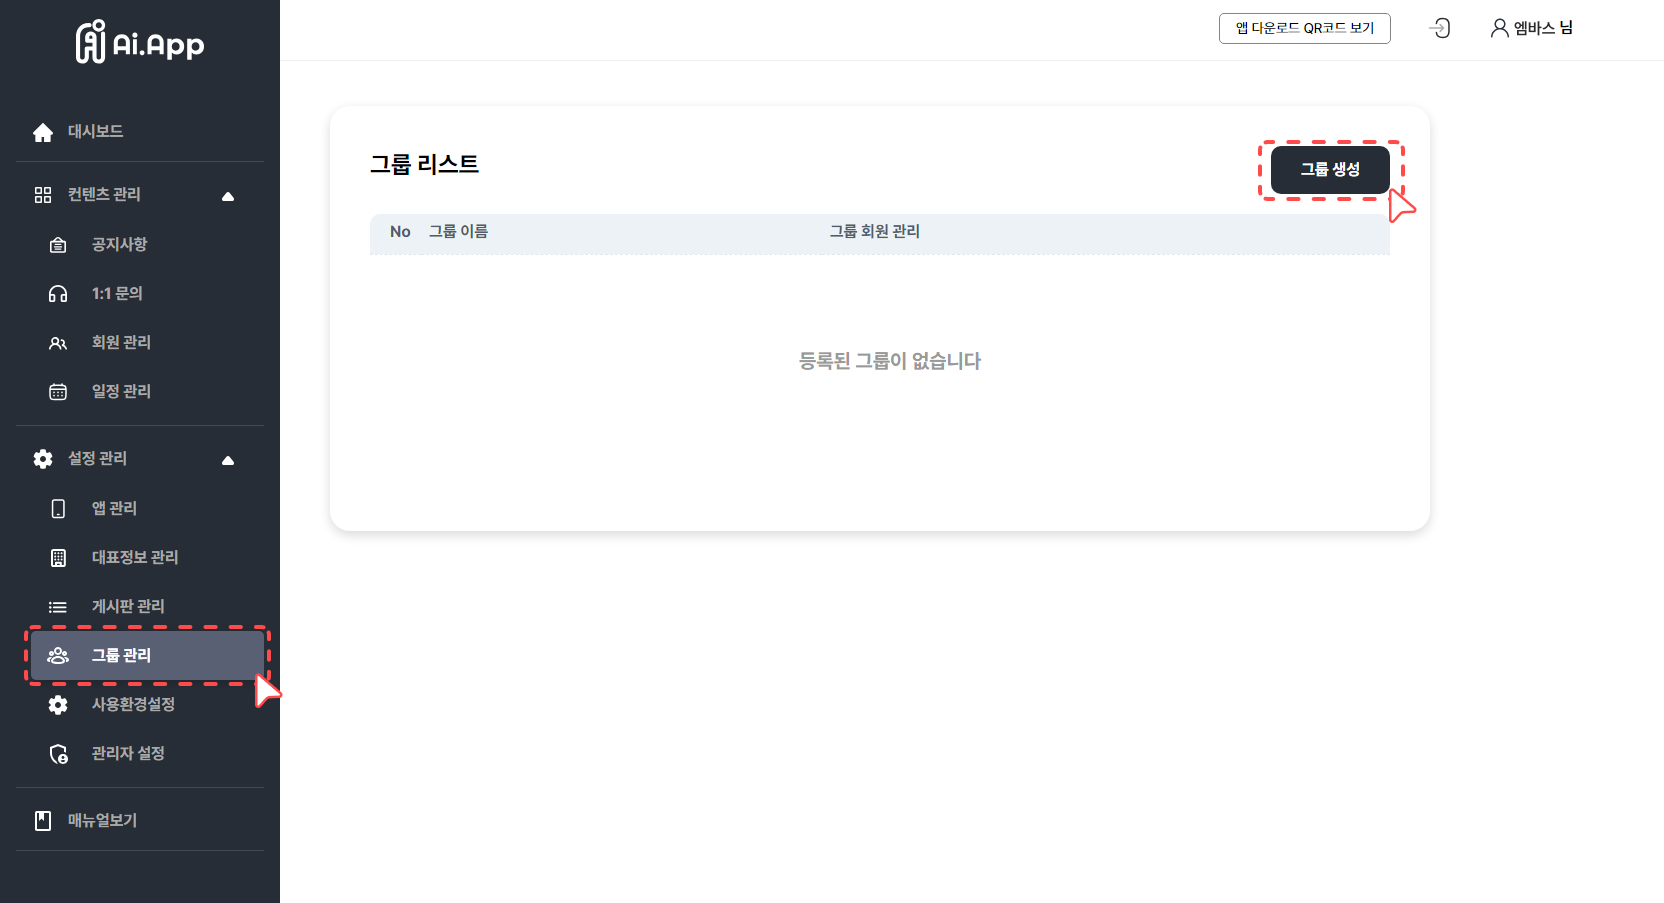 Ai.App
앱 다운로드 QR코드 보기
엠바스 님
대시보드
컨텐츠 관리
공지사항
1:1 문의
회원 관리
일정 관리
설정 관리
앱 관리
대표정보 관리
게시판 관리
그룹 관리
사용환경설정
관리자 설정
매뉴얼보기
그룹 리스트
그룹 생성
No 그룹 이름 그룹 회원 관리
등록된 그룹이 없습니다